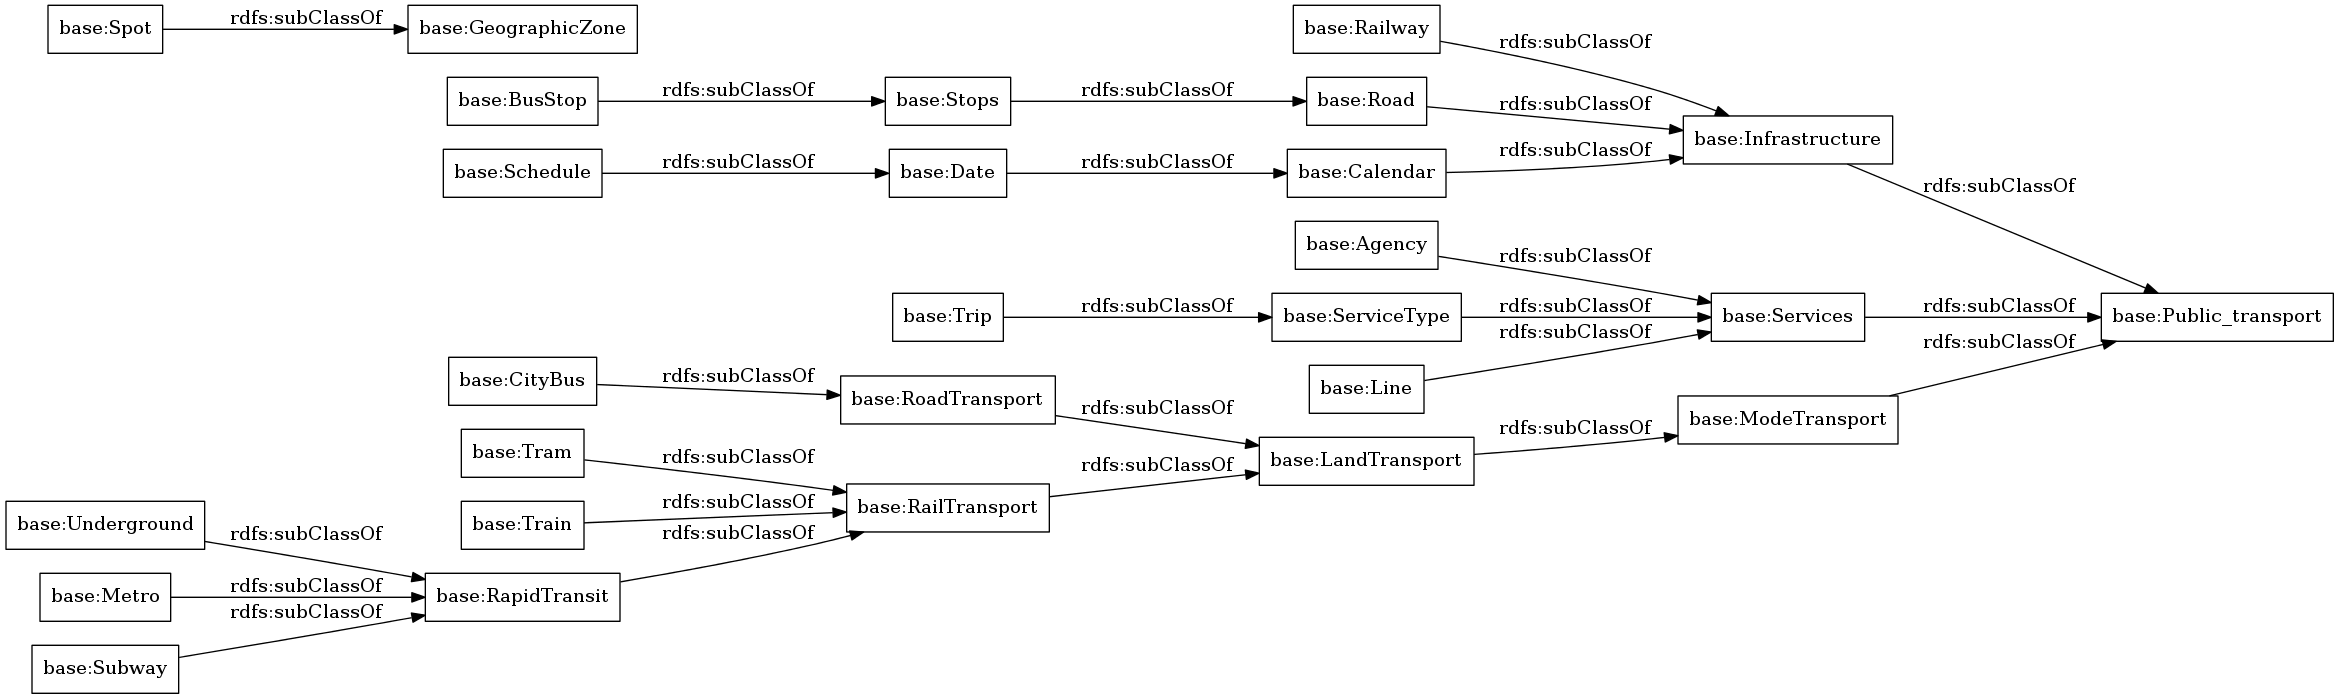 base:Spot
rdfs:subClassOf
base:GeographicZone
base:Railway
rdfs:subClassOf
base:BusStop
rdfs:subClassOf
base:Stops
rdfs:subClassOf
base:Road
rdfs:subClassOf
base:Infrastructure
base:Schedule
rdfs:subClassOf
base:Date
rdfs:subClassOf
base:Calendar
rdfs:subClassOf
rdfs:subClassOf
base:Agency
rdfs:subClassOf
base:Trip
rdfs:subClassOf
base:ServiceType
rdfs:subClassOf
base:Services
rdfs:subClassOf
base:Public_transport
rdfs:subClassOf
base:Line
rdfs:subClassOf
base:CityBus
rdfs:subClassOf
base:RoadTransport
rdfs:subClassOf
base:ModeTransport
base:Tram
rdfs:subClassOf
rdfs:subClassOf
base:LandTransport
rdfs:subClassOf
base:Train
rdfs:subClassOf
base:RailTransport
base:Underground
rdfs:subClassOf
rdfs:subClassOf
base:Metro
rdfs:subClassOf
base:RapidTransit
rdfs:subClassOf
base:Subway